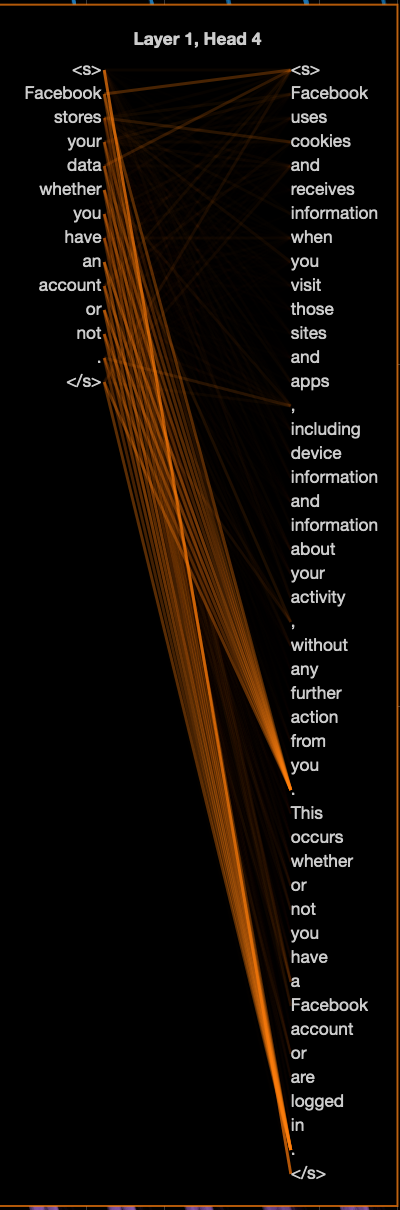 Layer 1, Head 4
<s> <s>
Facebook Facebook
stores uses
your cookies
data and
whether receives
you information
have when
an you
account visit
or those
not sites
. and
</s> apps
,
including
device
information
and
information
about
your
activity
,
without
any
further
action
from
you
.
This
occurs
whether
or
not
you
have
a
Facebook
account
or
are
logged
in
.
</s>